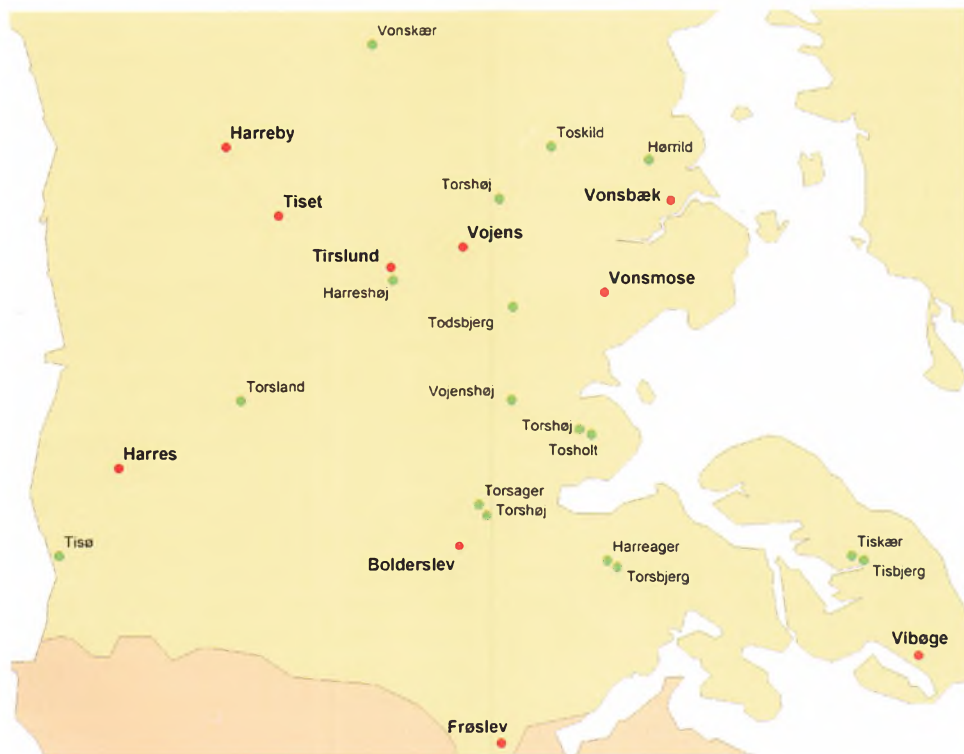 Vonskær
Harreby
Toskild
Hørrild
Torshøj
Vonsbæk
Tiset
Vojens
Tirslund
Vonsmose
Harreshøj
Todsbjerg
Torsland
Vojenshøj
Torshøj
Tosholt
Harres
Torsager
Torshøj
Tisø
Bolderslev
Harreager
Torsbjerg
Tiskær
Tisbjerg
Vibøge
Frøslev